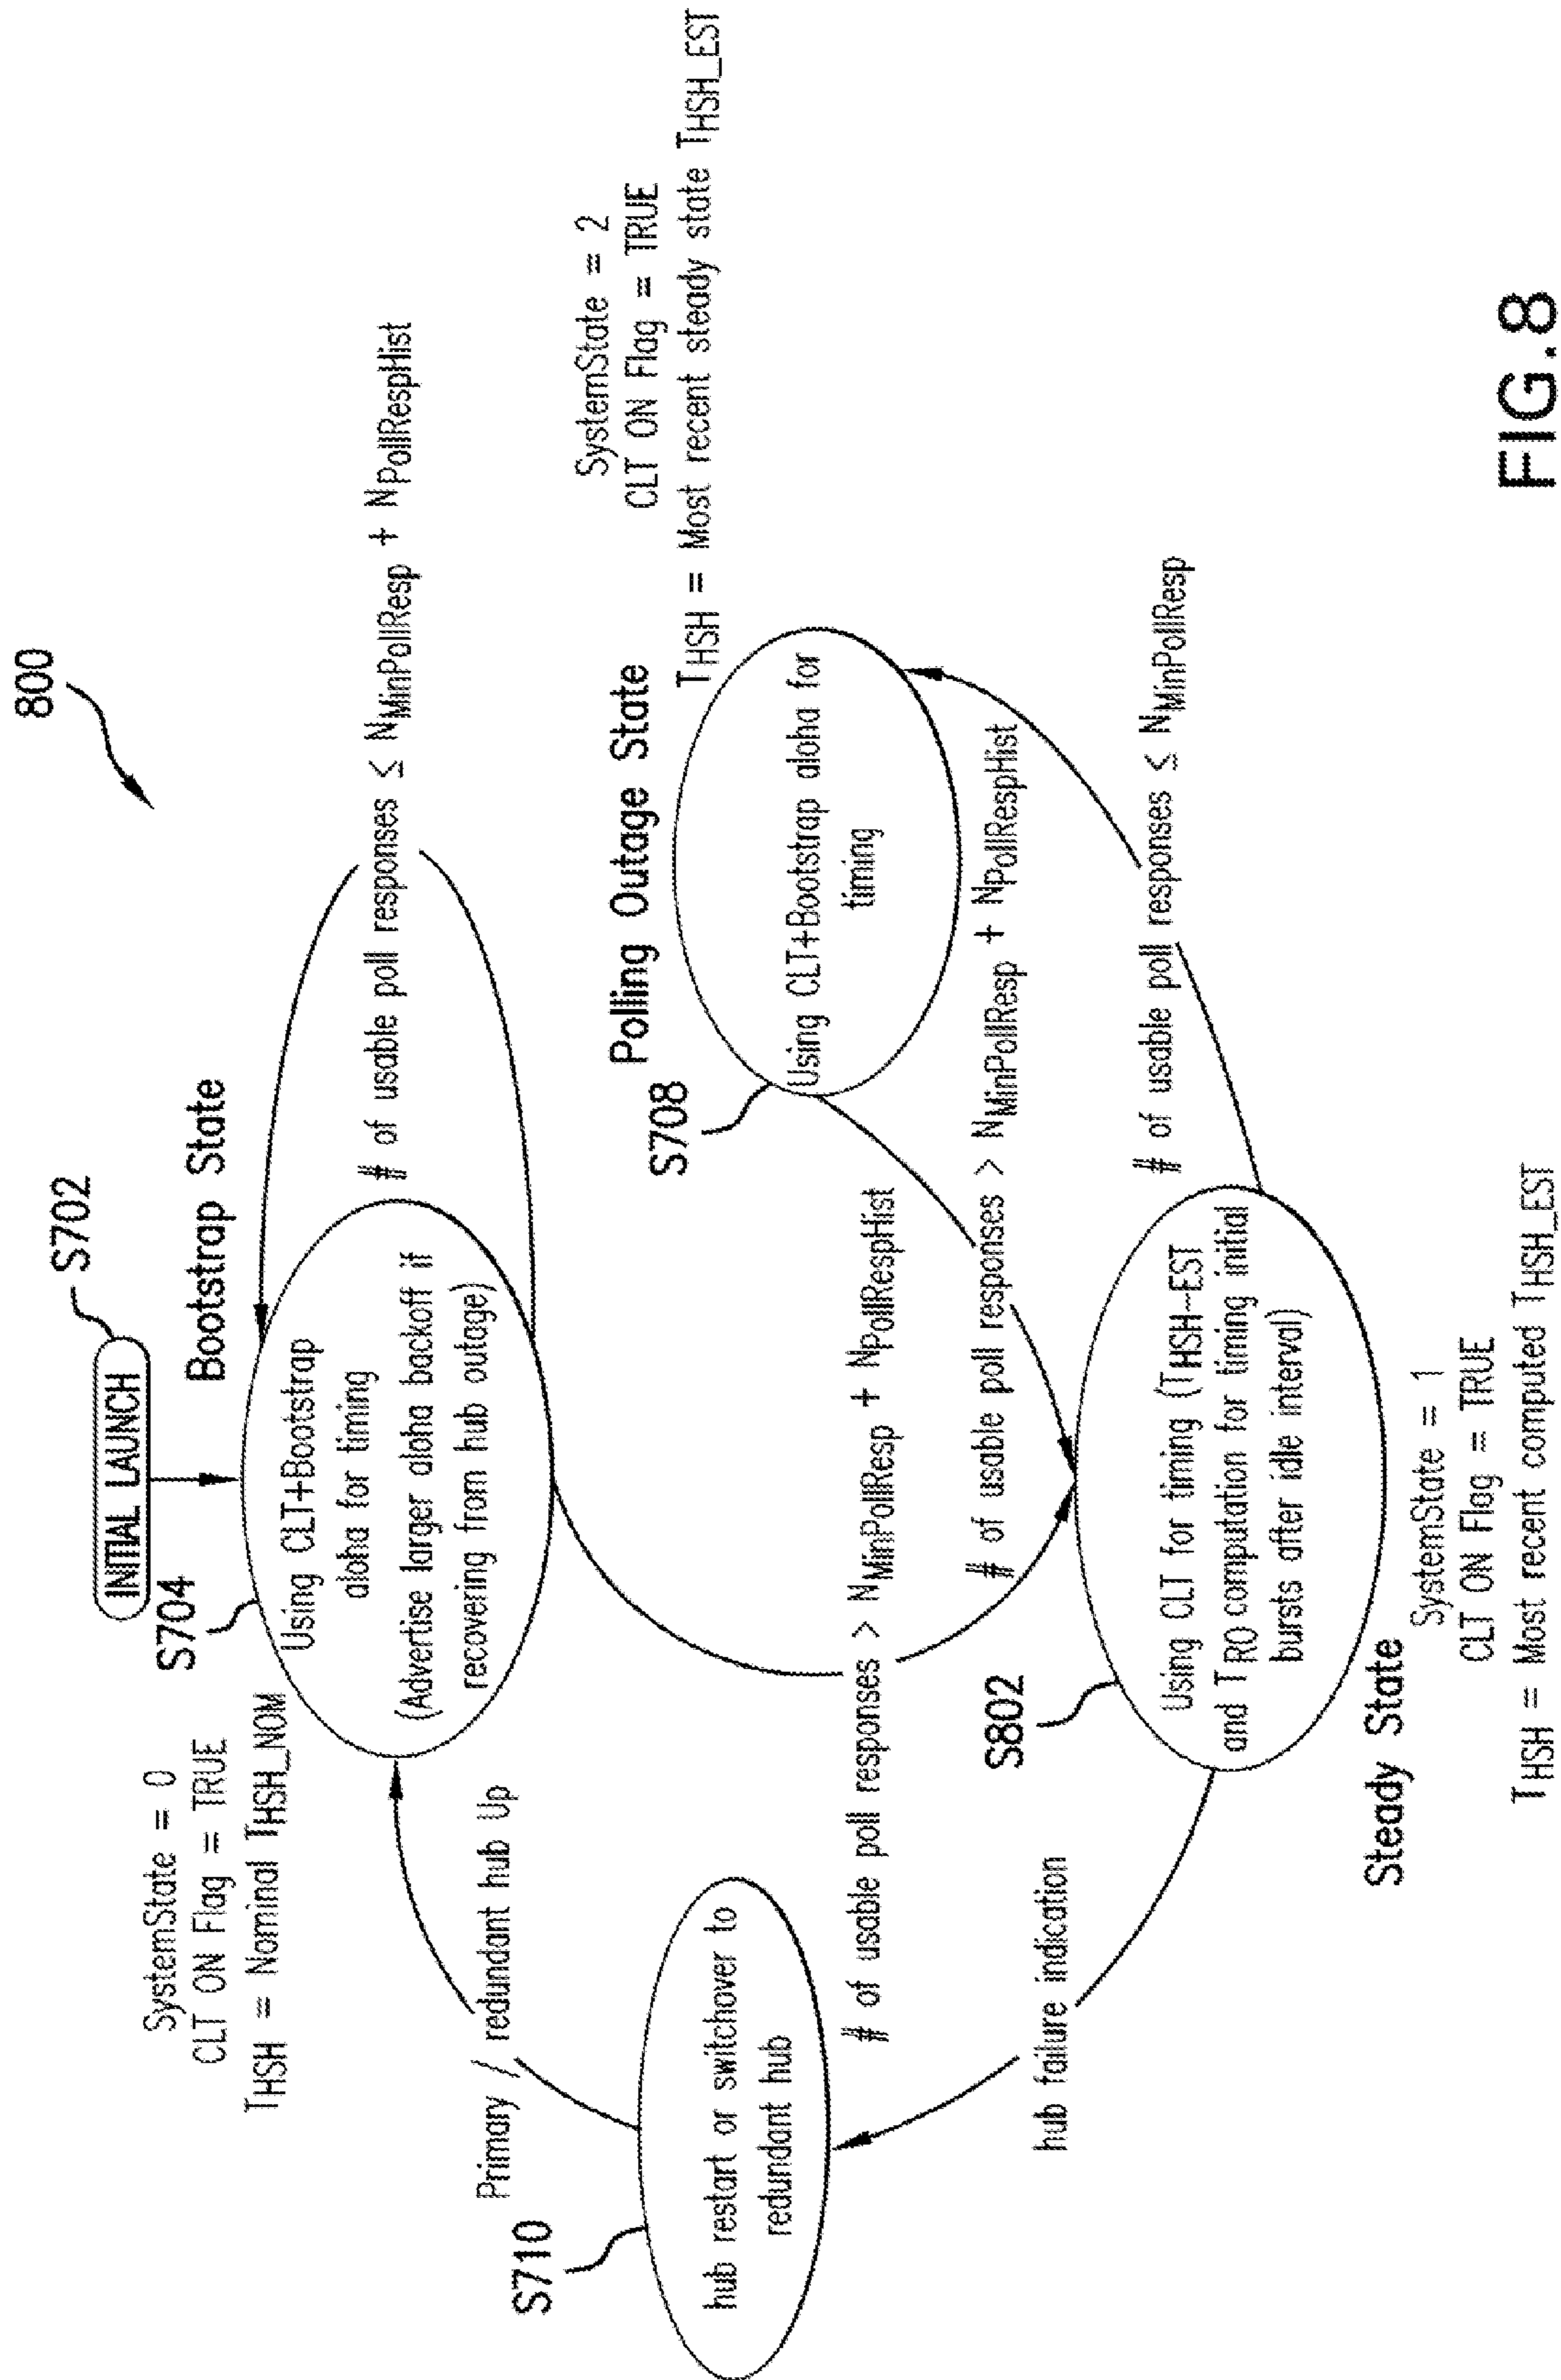 800
S702
INITIAL LAUNCH
SystemState = 0
CLT ON Flag = TRUE
THSH = Nominal THSH_NOM
S704
Bootstrap State
Using CLT+Bootstrap
aloha for timing
(Advertise larger aloha backoff if
recovering from hub outage)
# of usable poll responses ≤ NMinPollResp + NPollRespHist
Primary / redundant hub Up
S710
hub restart or switchover to
redundant hub
Polling Outage State
S708
Using CLT+Bootstrap aloha for
timing
SystemState = 2
CLT ON Flag = TRUE
THSH = Most recent steady state THSH_EST
# of usable poll responses > NMinPollResp + NPollRespHist
# of usable poll responses > NMinPollResp + NPollRespHist
# of usable poll responses ≤ NMinPollResp
hub failure indication
S802
Using CLT for timing (THSH-EST
and TRO computation for timing initial
bursts after idle interval)
Steady State
SystemState = 1
CLT ON Flag = TRUE
THSH = Most recent computed THSH_EST
FIG.8